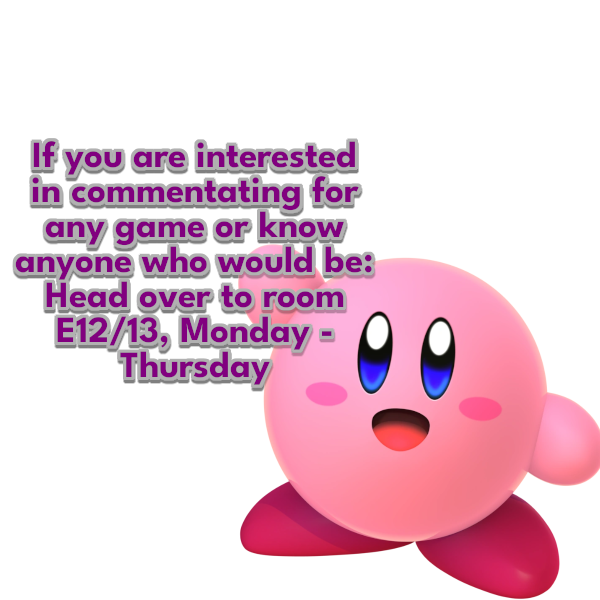 If you are interested
in commentating for
any game or know
anyone who would be:
Head over to room
E12/13, Monday -
Thursday